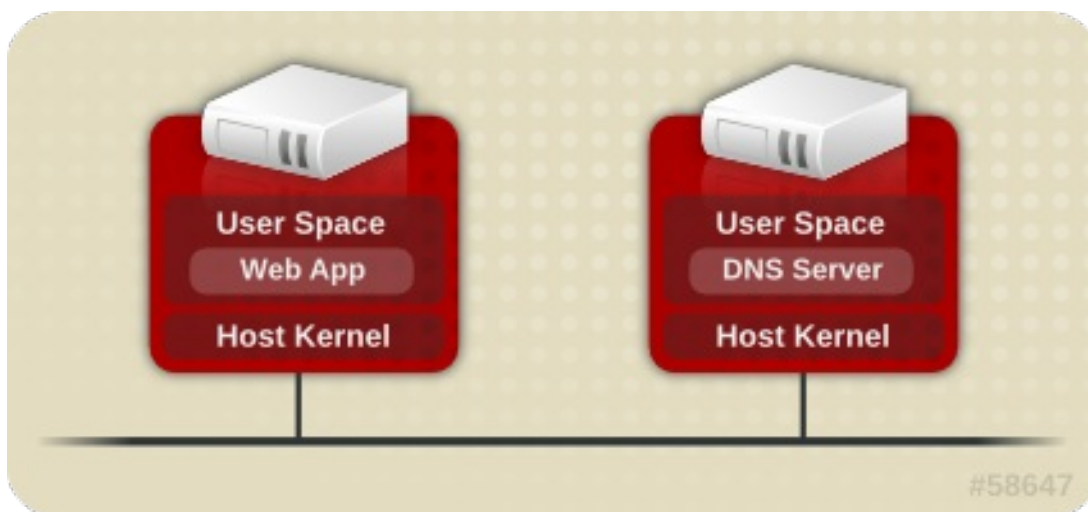 User Space
Web App
Host Kernel
User Space
DNS Server
Host Kernel
#58647